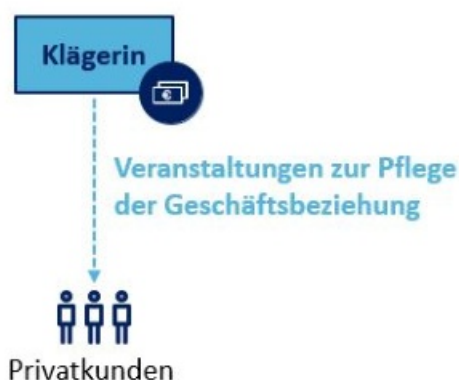 Klägerin
€
Veranstaltungen zur Pflege
der Geschäftsbeziehung
Privatkunden